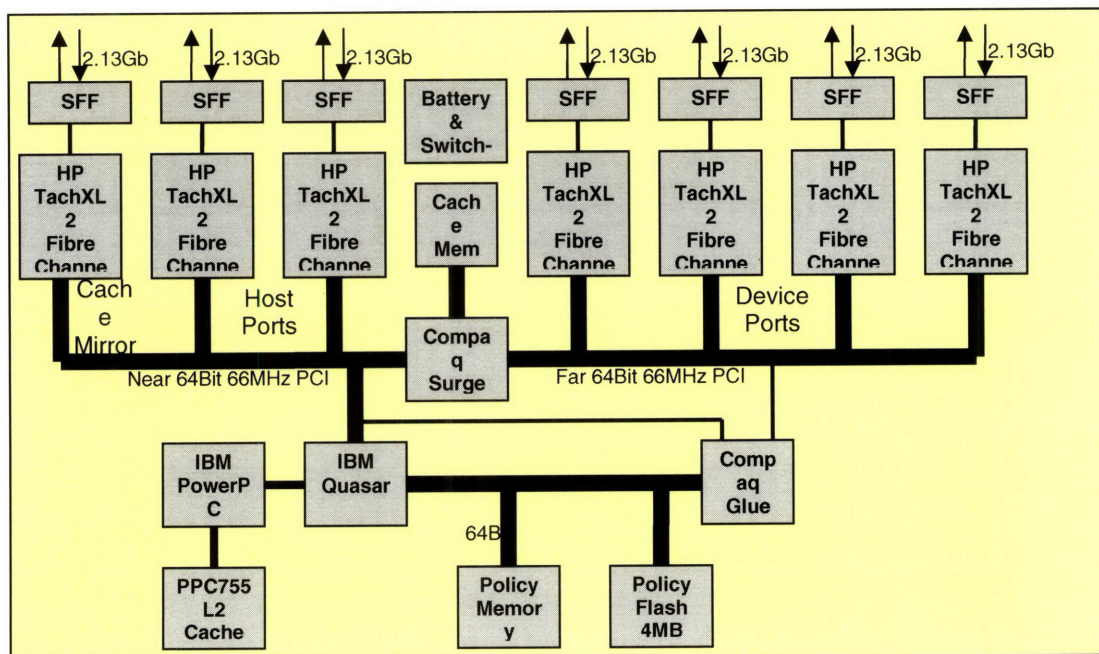 2.13Gb
2.13Gb
2.13Gb
2.13Gb
2.13Gb
2.13Gb
2.13Gb
SFF
SFF
SFF
Battery
&
Switch-
SFF
SFF
SFF
SFF
HP
TachXL
2
Fibre
Channe
HP
TachXL
2
Fibre
Channe
HP
TachXL
2
Fibre
Channe
Cach
e
Mem
HP
TachXL
2
Fibre
Channe
HP
TachXL
2
Fibre
Channe
HP
TachXL
2
Fibre
Channe
HP
TachXL
2
Fibre
Channe
Cach
e
Mirror
Host
Ports
Compa
q
Surge
Device
Ports
Near 64Bit 66MHz PCI
Far 64Bit 66MHz PCI
IBM
PowerP
C
IBM
Quasar
Comp
aq
Glue
64B
PPC755
L2
Cache
Policy
Memor
y
Policy
Flash
4MB